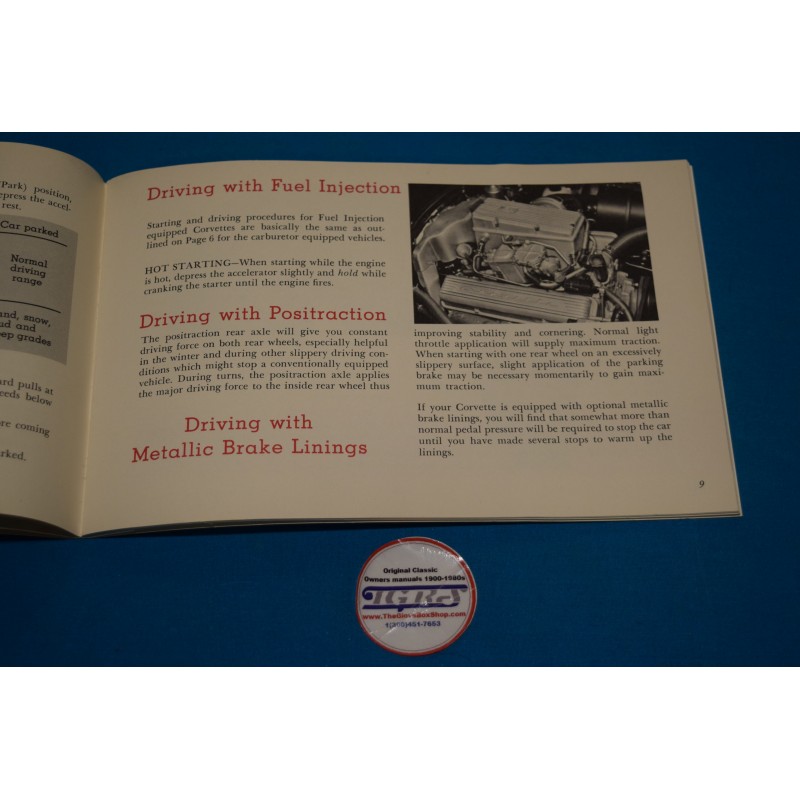 (Park) position,
epress the accel.
rest.
Car parked
Normal
driving
range
nd, snow,
ud and
eep grades
rd pulls at
eeds below
ore coming
rked.
Driving with Fuel Injection
Starting and driving procedures for Fuel Injection
equipped Corvettes are basically the same as out-
lined on Page 6 for the carburetor equipped vehicles.
HOT STARTING—When starting while the engine
is hot, depress the accelerator slightly and hold while
cranking the starter until the engine fires.
Driving with Positraction
The positraction rear axle will give you constant
driving force on both rear wheels, especially helpful
in the winter and during other slippery driving con-
ditions which might stop a conventionally equipped
vehicle. During turns, the positraction axle applies
the major driving force to the inside rear wheel thus
improving stability and cornering. Normal light
throttle application will supply maximum traction.
When starting with one rear wheel on an excessively
slippery surface, slight application of the parking
brake may be necessary momentarily to gain maxi-
mum traction.
Driving with
Metallic Brake Linings
If your Corvette is equipped with optional metallic
brake linings, you will find that somewhat more than
normal pedal pressure will be required to stop the car
until you have made several stops to warm up the
linings.
9
Original Classic
Owners manuals 1900-1980s
TGBS
www.TheGloveBoxShop.com